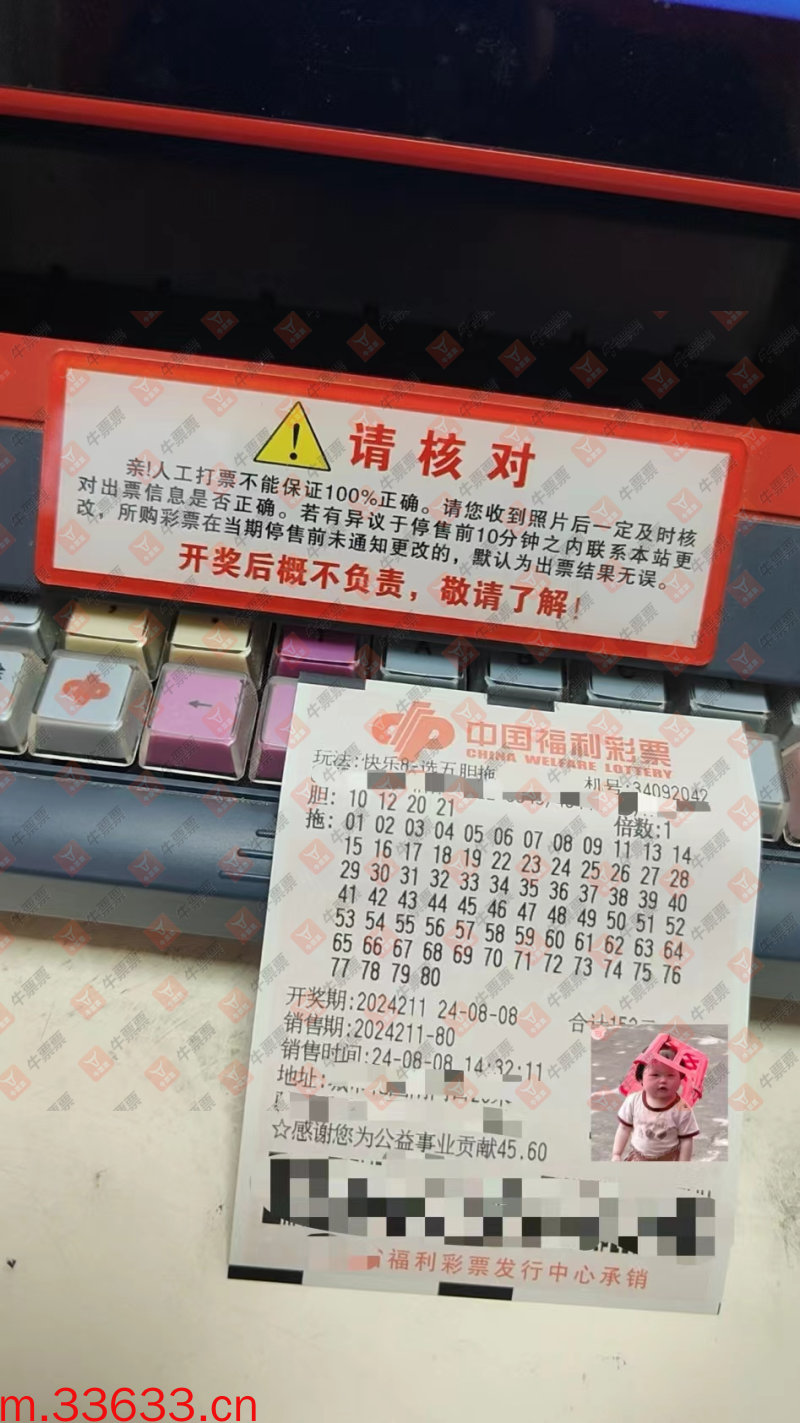 请核对
亲!人工打票不能保证100%正确。请您收到照片后一定及时核
对出票信息是否正确。若有异议于停售前10分钟之内联系本站更
改，所购彩票在当期停售前未通知更改的，默认为出票结果无误。
开奖后概不负责，敬请了解！
A
B
中国福利彩票
CHINA WELFARE LOTTERY
玩法:快乐8-选五胆拖
机号:34092042
胆: 10 12 20 21
倍数:1
拖: 01 02 03 04 05 06 07 08 09 11 13 14
15 16 17 18 19 22 23 24 25 26 27 28
29 30 31 32 33 34 35 36 37 38 39 40
41 42 43 44 45 46 47 48 49 50 51 52
53 54 55 56 57 58 59 60 61 62 63 64
65 66 67 68 69 70 71 72 73 74 75 76
77 78 79 80
开奖期:2024211 24-08-08
合计152元
销售期:2024211-80
销售时间:24-08-08 14:32:11
地址:
☆感谢您为公益事业贡献45.60
福利彩票发行中心承销
牛票票
m.33633.cn